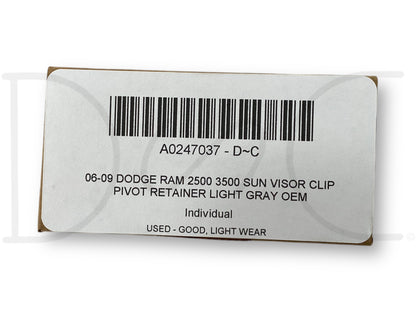 A0247037 - D~C
06-09 DODGE RAM 2500 3500 SUN VISOR CLIP
PIVOT RETAINER LIGHT GRAY OEM
Individual
USED - GOOD, LIGHT WEAR